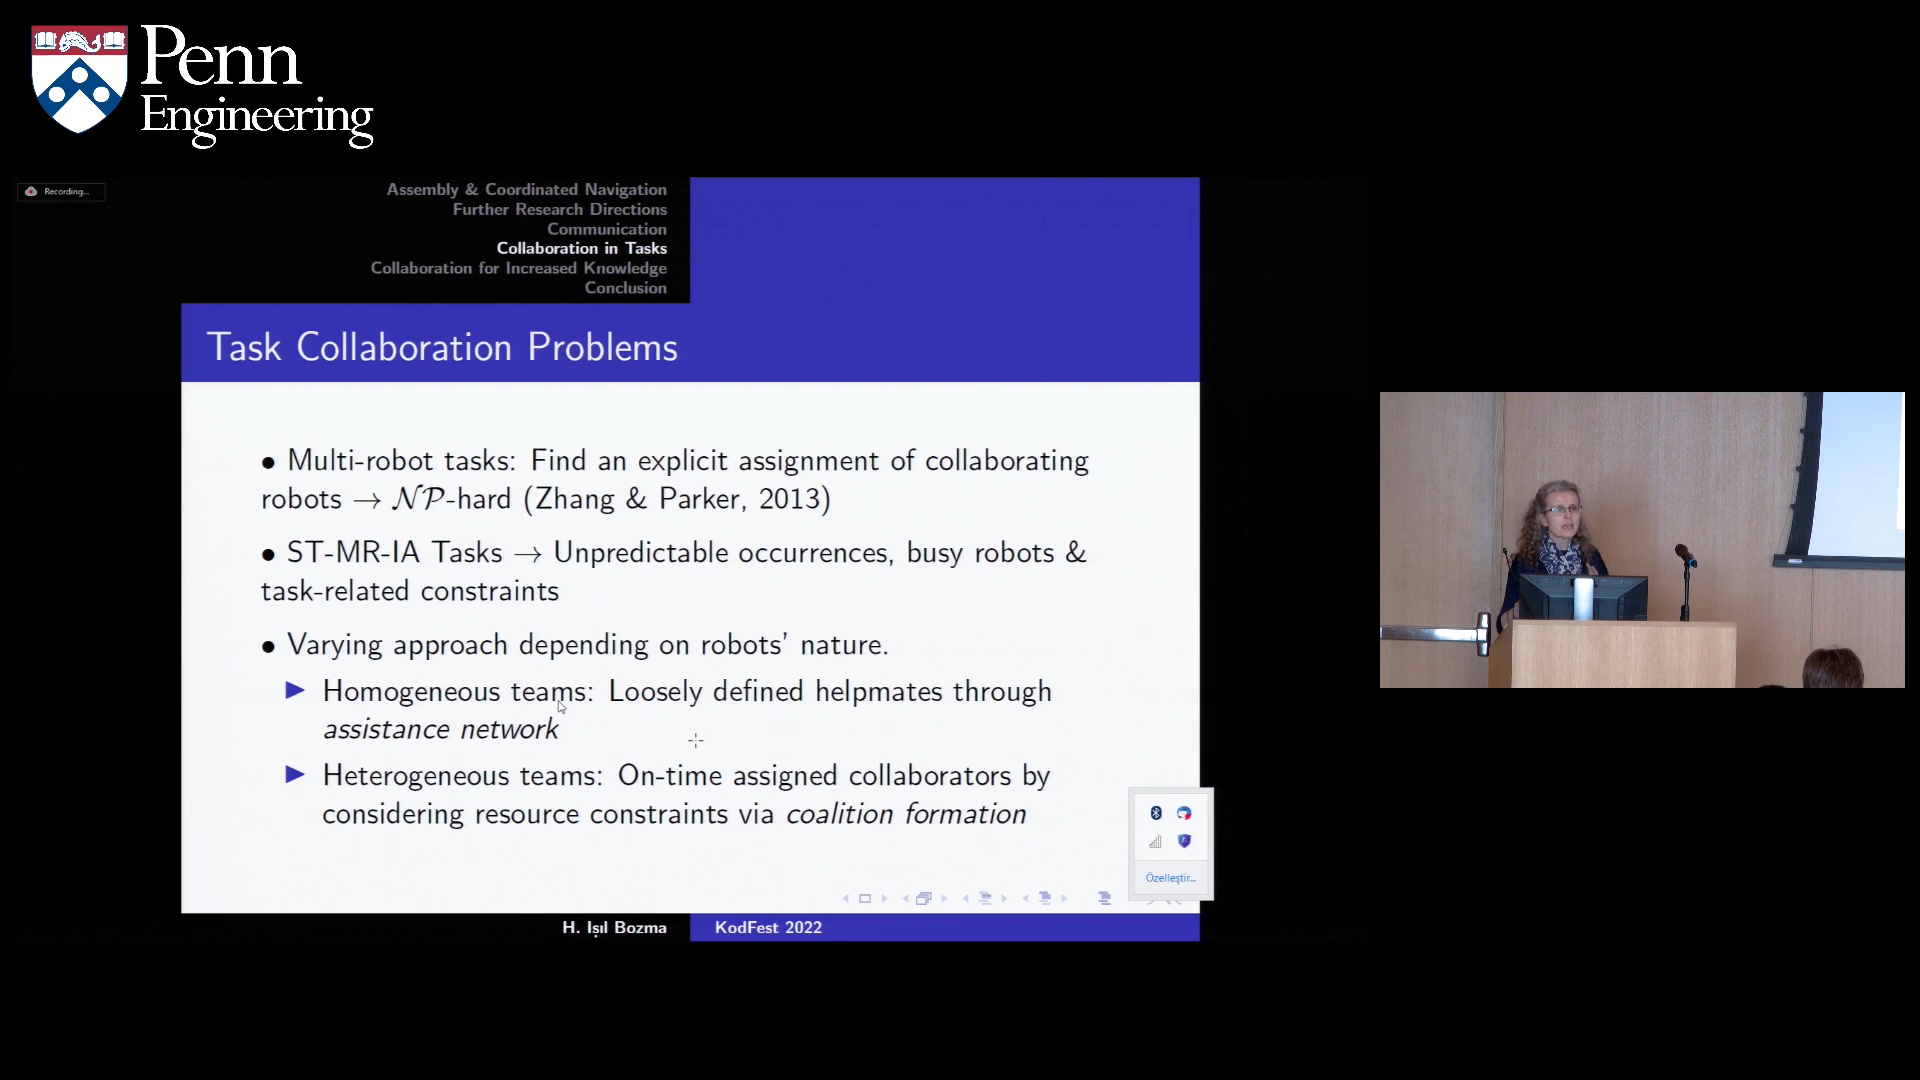 Penn
Engineering
Recording...
Assembly & Coordinated Navigation
Further Research Directions
Communication
Collaboration in Tasks
Collaboration for Increased Knowledge
Conclusion
Task Collaboration Problems
• Multi-robot tasks: Find an explicit assignment of collaborating
robots → NP-hard (Zhang & Parker, 2013)
• ST-MR-IA Tasks → Unpredictable occurrences, busy robots &
task-related constraints
• Varying approach depending on robots' nature.
▶ Homogeneous teams: Loosely defined helpmates through
assistance network
▶ Heterogeneous teams: On-time assigned collaborators by
considering resource constraints via coalition formation
Özelleştir...
H. Işıl Bozma
KodFest 2022